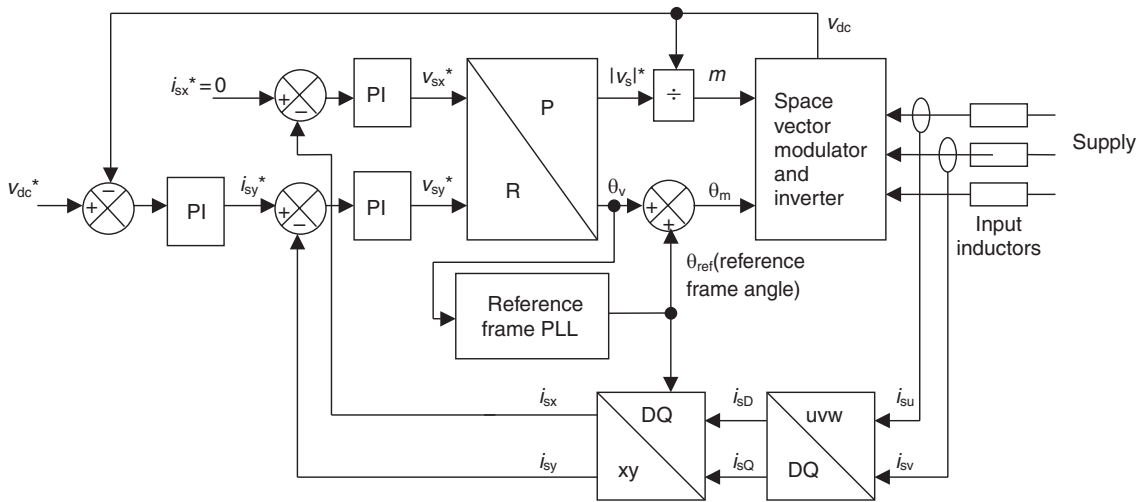 v_dc
i_sx* = 0
+
−
PI
v_sx*
P
R
|v_s|*
÷
m
Space
vector
modulator
and
inverter
Supply
v_dc*
−
+
PI
i_sy*
+
−
PI
v_sy*
θ_v
+
+
θ_m
Input
inductors
θ_ref(reference
frame angle)
Reference
frame PLL
i_sx
DQ
i_sD
uvw
i_su
i_sy
xy
i_sQ
DQ
i_sv